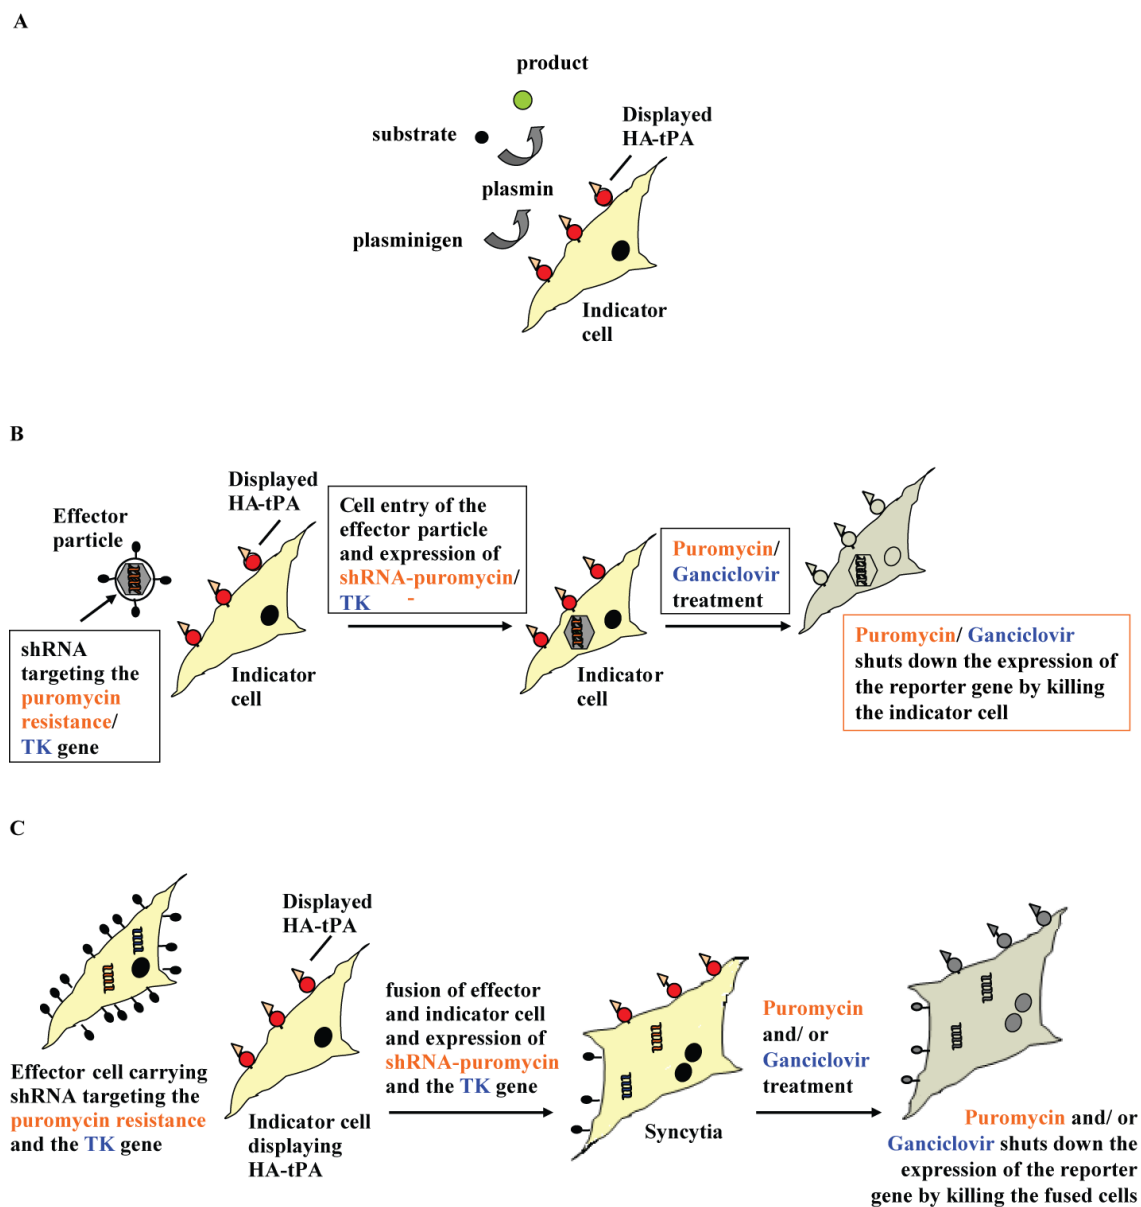 A
product
substrate
Displayed
HA-tPA
plasmin
plasminigen
Indicator
cell
B
Effector
particle
shRNA
targeting the
puromycin
resistance/
TK gene
Displayed
HA-tPA
Indicator
cell
Cell entry of the
effector particle
and expression of
shRNA-puromycin/
TK -
Indicator
cell
Puromycin/
Ganciclovir
treatment
Puromycin/ Ganciclovir
shuts down the expression of
the reporter gene by killing
the indicator cell
C
Effector cell carrying
shRNA targeting the
puromycin resistance
and the TK gene
Displayed
HA-tPA
Indicator cell
displaying
HA-tPA
fusion of effector
and indicator cell
and expression of
shRNA-puromycin
and the TK gene
Syncytia
Puromycin
and/ or
Ganciclovir
treatment
Puromycin and/ or
Ganciclovir shuts down the
expression of the reporter
gene by killing the fused cells